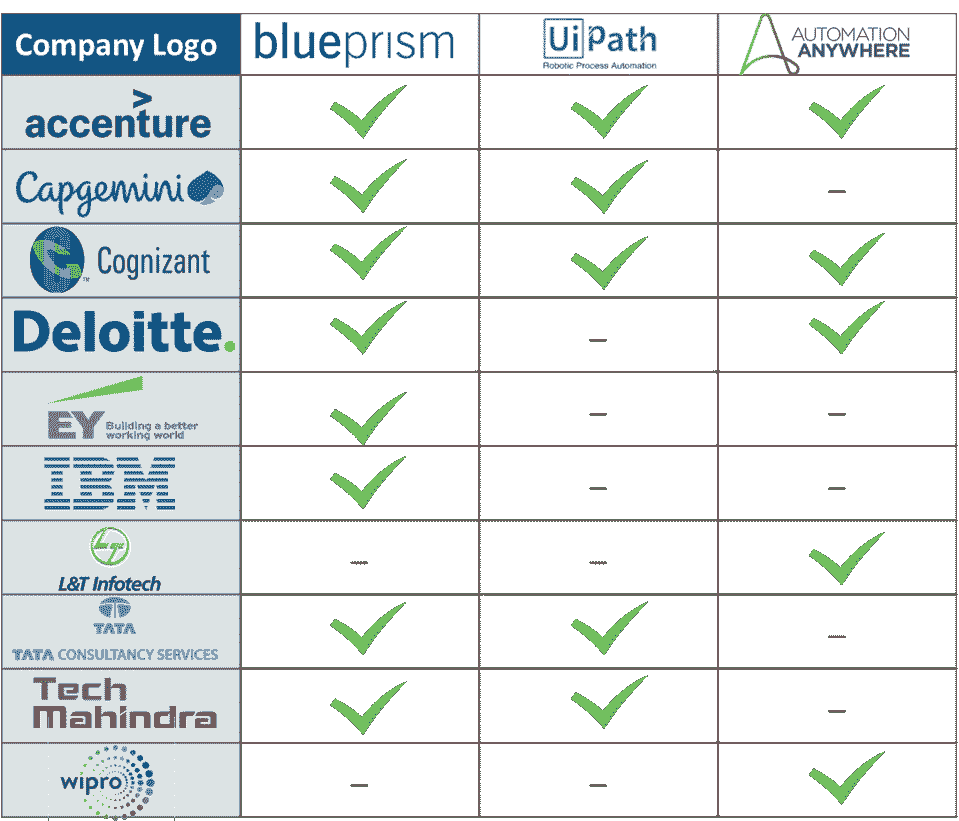 Company Logo
blueprism
UiPath
Robotic Process Automation
AUTOMATION
ANYWHERE
>
accenture
Capgemini
Cognizant
TM
Deloitte.
–
EY
Building a better
working world
IBM
L&T Infotech
TATA
TATA CONSULTANCY SERVICES
Tech
Mahindra
wipro